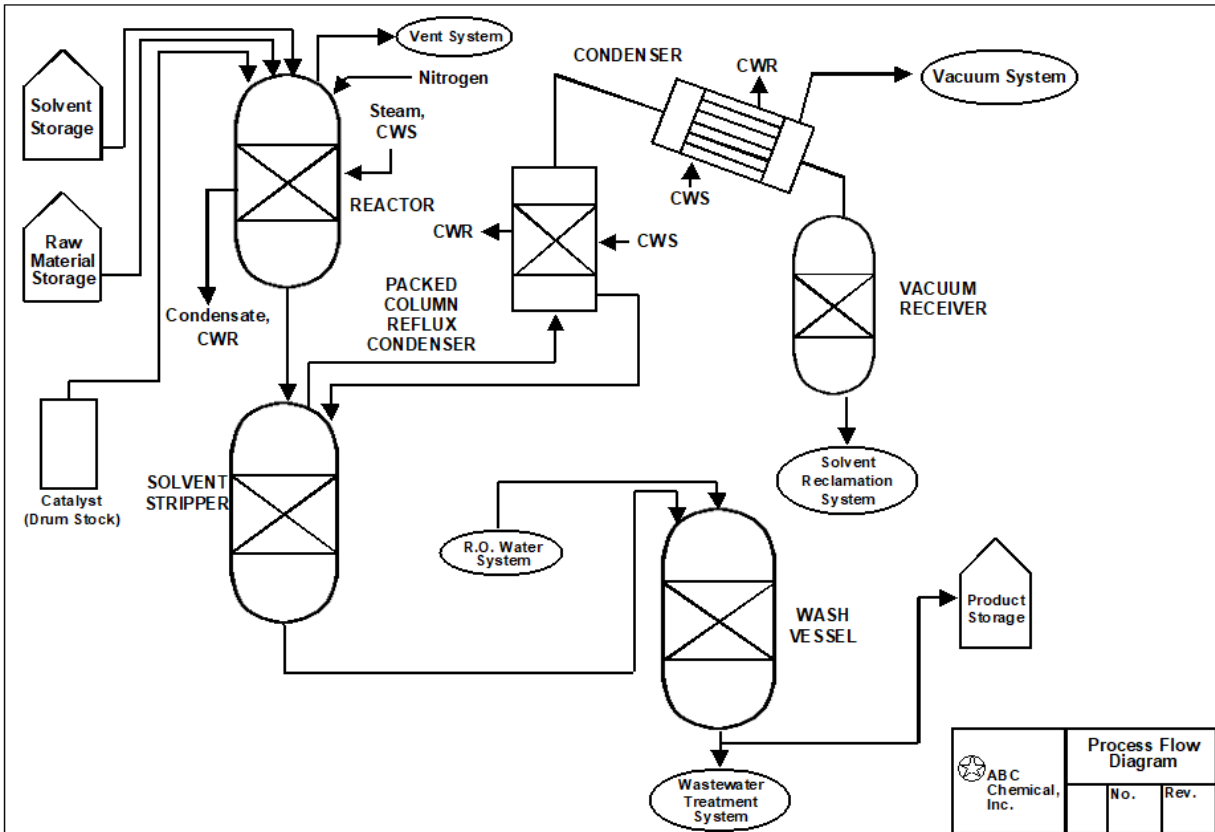 Vent System
CONDENSER
CWR
Vacuum System
Nitrogen
Solvent
Storage
Steam,
CWS
REACTOR
CWS
Raw
Material
Storage
CWR
CWS
Condensate,
CWR
PACKED
COLUMN
REFLUX
CONDENSER
VACUUM
RECEIVER
Catalyst
(Drum Stock)
SOLVENT
STRIPPER
Solvent
Reclamation
System
R.O. Water
System
Product
Storage
WASH
VESSEL
Wastewater
Treatment
System
ABC
Chemical,
Inc.
Process Flow
Diagram
No.
Rev.